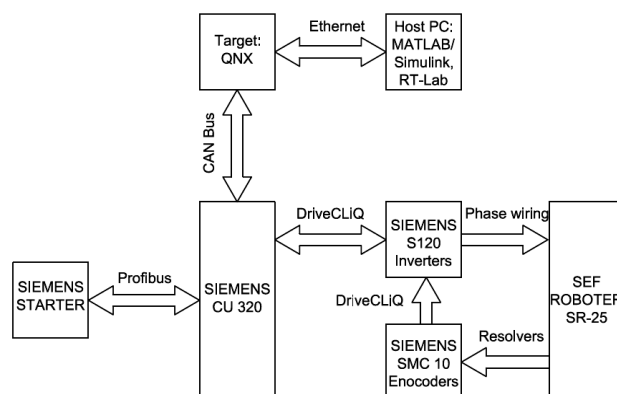 Target:
QNX
Ethernet
Host PC:
MATLAB/
Simulink,
RT-Lab
CAN Bus
SIEMENS
STARTER
Profibus
SIEMENS
CU 320
DriveCLiQ
SIEMENS
S120
Inverters
Phase wiring
DriveCLiQ
SIEMENS
SMC 10
Enocoders
Resolvers
SEF
ROBOTER
SR-25